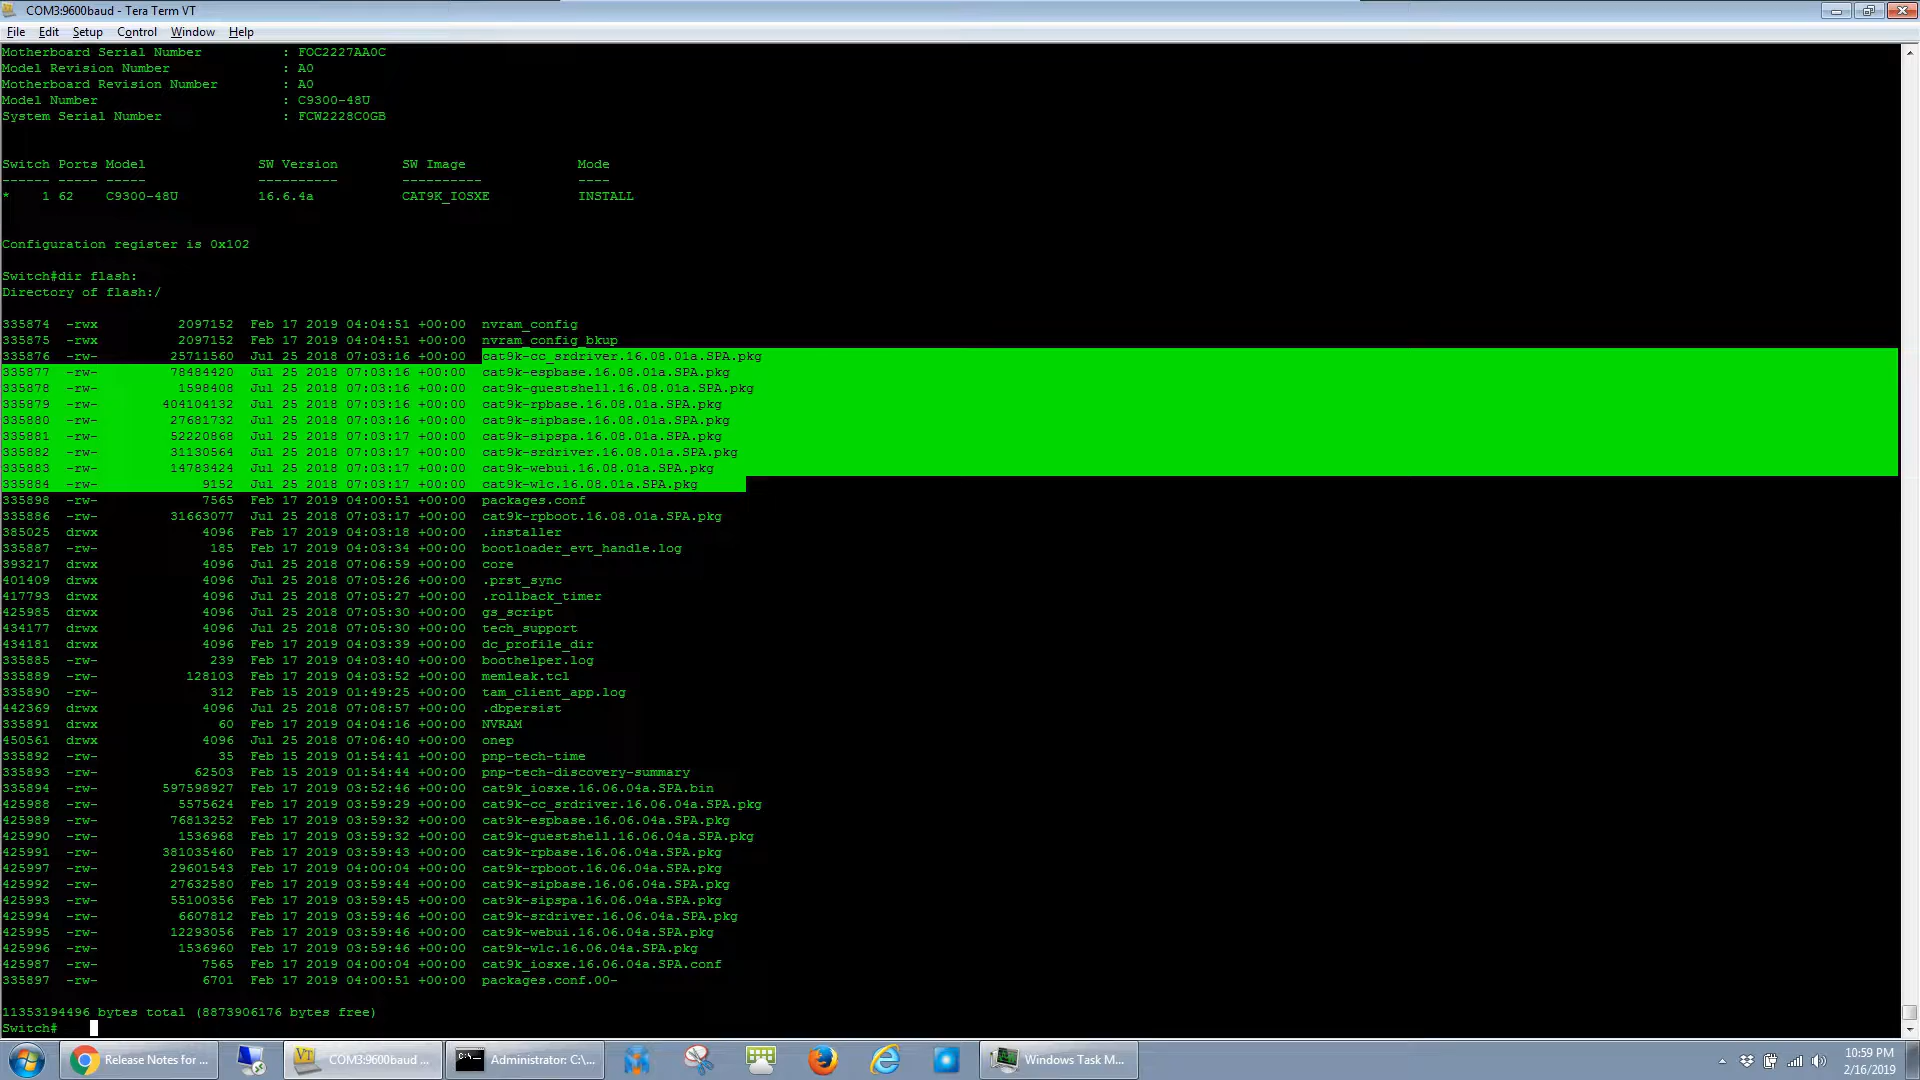 COM3:9600baud - Tera Term VT
File Edit Setup Control Window Help
Motherboard Serial Number : FOC2227AA0C
Model Revision Number : A0
Motherboard Revision Number : A0
Model Number : C9300-48U
System Serial Number : FCW2228C0GB
Switch Ports Model SW Version SW Image Mode
------ ----- ----- ---------- ---------- ----
* 1 62 C9300-48U 16.6.4a CAT9K_IOSXE INSTALL
Configuration register is 0x102
Switch#dir flash:
Directory of flash:/
335874 -rwx 2097152 Feb 17 2019 04:04:51 +00:00 nvram_config
335875 -rwx 2097152 Feb 17 2019 04:04:51 +00:00 nvram_config_bkup
335876 -rw- 25711560 Jul 25 2018 07:03:16 +00:00 cat9k-cc_srdriver.16.08.01a.SPA.pkg
335877 -rw- 78484420 Jul 25 2018 07:03:16 +00:00 cat9k-espbase.16.08.01a.SPA.pkg
335878 -rw- 1598408 Jul 25 2018 07:03:16 +00:00 cat9k-guestshell.16.08.01a.SPA.pkg
335879 -rw- 404104132 Jul 25 2018 07:03:16 +00:00 cat9k-rpbase.16.08.01a.SPA.pkg
335880 -rw- 27681732 Jul 25 2018 07:03:16 +00:00 cat9k-sipbase.16.08.01a.SPA.pkg
335881 -rw- 52220868 Jul 25 2018 07:03:17 +00:00 cat9k-sipspa.16.08.01a.SPA.pkg
335882 -rw- 31130564 Jul 25 2018 07:03:17 +00:00 cat9k-srdriver.16.08.01a.SPA.pkg
335883 -rw- 14783424 Jul 25 2018 07:03:17 +00:00 cat9k-webui.16.08.01a.SPA.pkg
335884 -rw- 9152 Jul 25 2018 07:03:17 +00:00 cat9k-wlc.16.08.01a.SPA.pkg
335898 -rw- 7565 Feb 17 2019 04:00:51 +00:00 packages.conf
335886 -rw- 31663077 Jul 25 2018 07:03:17 +00:00 cat9k-rpboot.16.08.01a.SPA.pkg
385025 drwx 4096 Feb 17 2019 04:03:18 +00:00 .installer
335887 -rw- 185 Feb 17 2019 04:03:34 +00:00 bootloader_evt_handle.log
393217 drwx 4096 Jul 25 2018 07:06:59 +00:00 core
401409 drwx 4096 Jul 25 2018 07:05:26 +00:00 .prst_sync
417793 drwx 4096 Jul 25 2018 07:05:27 +00:00 .rollback_timer
425985 drwx 4096 Jul 25 2018 07:05:30 +00:00 gs_script
434177 drwx 4096 Jul 25 2018 07:05:30 +00:00 tech_support
434181 drwx 4096 Feb 17 2019 04:03:39 +00:00 dc_profile_dir
335885 -rw- 239 Feb 17 2019 04:03:40 +00:00 boothelper.log
335889 -rw- 128103 Feb 17 2019 04:03:52 +00:00 memleak.tcl
335890 -rw- 312 Feb 15 2019 01:49:25 +00:00 tam_client_app.log
442369 drwx 4096 Jul 25 2018 07:08:57 +00:00 .dbpersist
335891 drwx 60 Feb 17 2019 04:04:16 +00:00 NVRAM
450561 drwx 4096 Jul 25 2018 07:06:40 +00:00 onep
335892 -rw- 35 Feb 15 2019 01:54:41 +00:00 pnp-tech-time
335893 -rw- 62503 Feb 15 2019 01:54:44 +00:00 pnp-tech-discovery-summary
335894 -rw- 597598927 Feb 17 2019 03:52:46 +00:00 cat9k_iosxe.16.06.04a.SPA.bin
425988 -rw- 5575624 Feb 17 2019 03:59:29 +00:00 cat9k-cc_srdriver.16.06.04a.SPA.pkg
425989 -rw- 76813252 Feb 17 2019 03:59:32 +00:00 cat9k-espbase.16.06.04a.SPA.pkg
425990 -rw- 1536968 Feb 17 2019 03:59:32 +00:00 cat9k-guestshell.16.06.04a.SPA.pkg
425991 -rw- 381035460 Feb 17 2019 03:59:43 +00:00 cat9k-rpbase.16.06.04a.SPA.pkg
425997 -rw- 29601543 Feb 17 2019 04:00:04 +00:00 cat9k-rpboot.16.06.04a.SPA.pkg
425992 -rw- 27632580 Feb 17 2019 03:59:44 +00:00 cat9k-sipbase.16.06.04a.SPA.pkg
425993 -rw- 55100356 Feb 17 2019 03:59:45 +00:00 cat9k-sipspa.16.06.04a.SPA.pkg
425994 -rw- 6607812 Feb 17 2019 03:59:46 +00:00 cat9k-srdriver.16.06.04a.SPA.pkg
425995 -rw- 12293056 Feb 17 2019 03:59:46 +00:00 cat9k-webui.16.06.04a.SPA.pkg
425996 -rw- 1536960 Feb 17 2019 03:59:46 +00:00 cat9k-wlc.16.06.04a.SPA.pkg
425987 -rw- 7565 Feb 17 2019 04:00:04 +00:00 cat9k_iosxe.16.06.04a.SPA.conf
335897 -rw- 6701 Feb 17 2019 04:00:51 +00:00 packages.conf.00-
11353194496 bytes total (8873906176 bytes free)
Switch#
Release Notes for ... COM3:9600baud ... Administrator: C:\... Windows Task M... 10:59 PM
2/16/2019